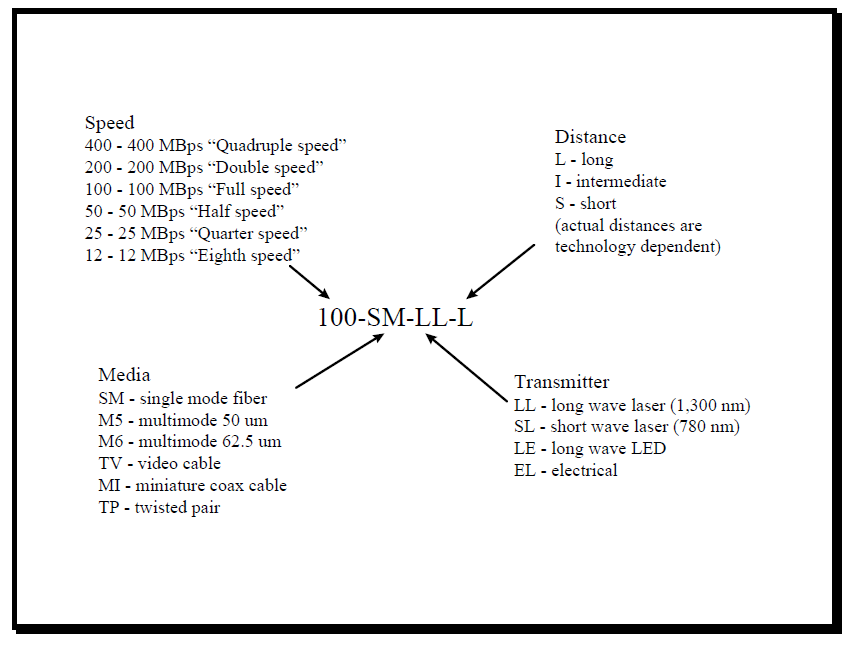 Speed
400 - 400 MBps “Quadruple speed”
200 - 200 MBps “Double speed”
100 - 100 MBps “Full speed”
50 - 50 MBps “Half speed”
25 - 25 MBps “Quarter speed”
12 - 12 MBps “Eighth speed”
Distance
L - long
I - intermediate
S - short
(actual distances are
technology dependent)
100-SM-LL-L
Media
SM - single mode fiber
M5 - multimode 50 um
M6 - multimode 62.5 um
TV - video cable
MI - miniature coax cable
TP - twisted pair
Transmitter
LL - long wave laser (1,300 nm)
SL - short wave laser (780 nm)
LE - long wave LED
EL - electrical